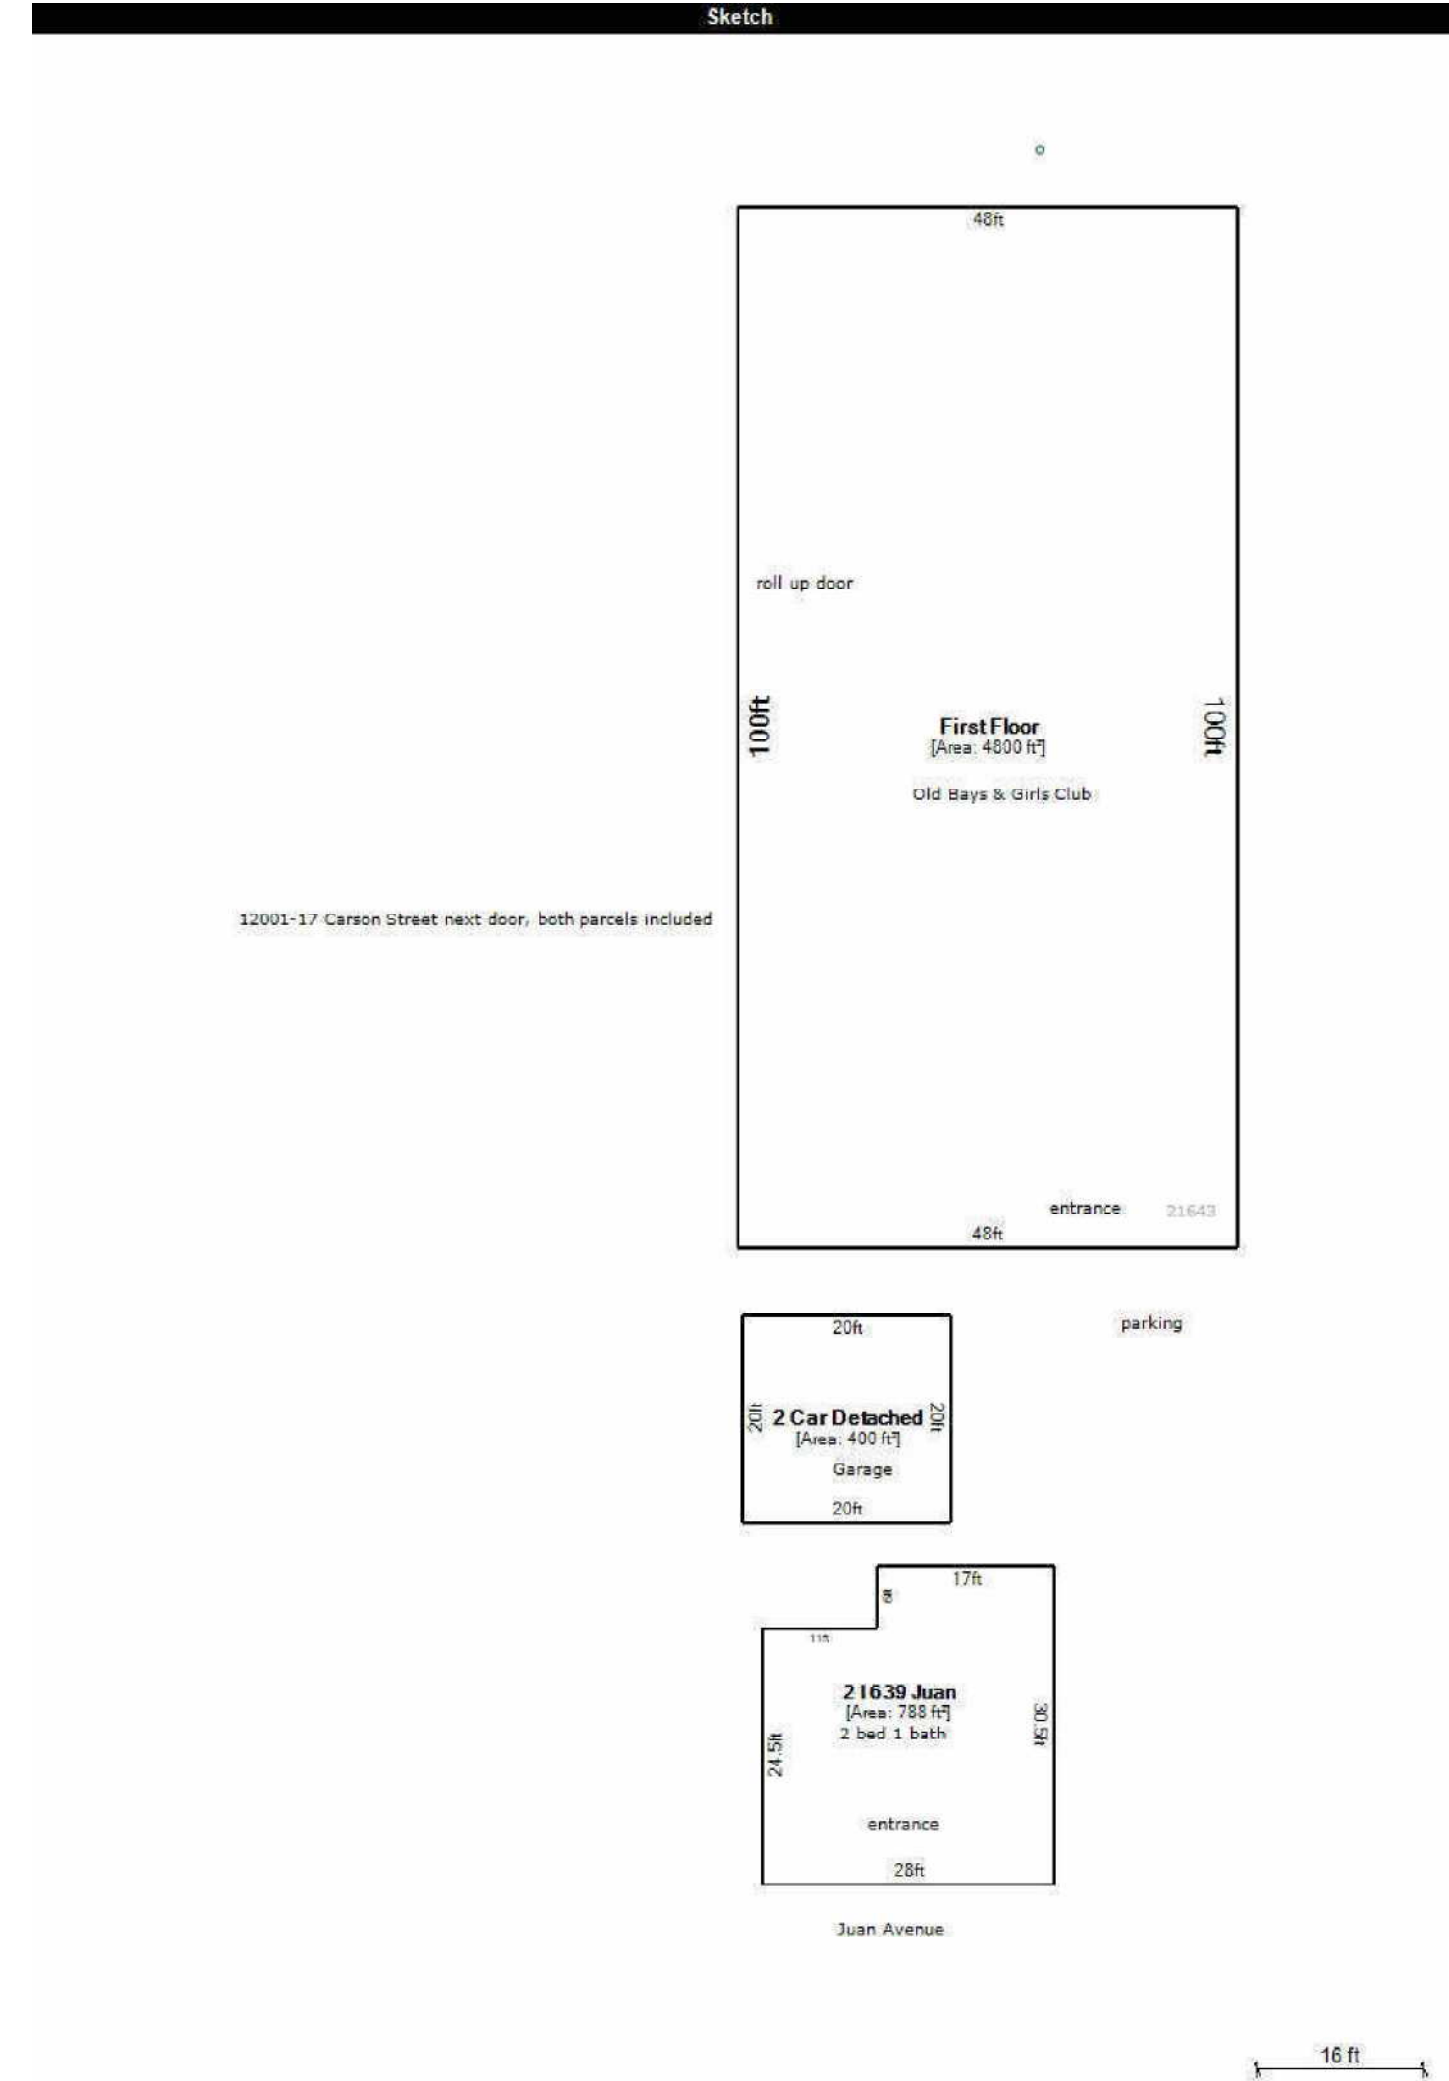 Sketch
48ft
roll up door
100ft
100ft
First Floor
[Area: 4800 ft²]
Old Bays & Girls Club
12001-17 Carson Street next door, both parcels included
entrance
21643
48ft
parking
20ft
20ft
20ft
2 Car Detached
[Area: 400 ft²]
Garage
20ft
17ft
6ft
11ft
21639 Juan
[Area: 788 ft²]
2 bed 1 bath
30.5ft
24.5ft
entrance
28ft
Juan Avenue
16 ft